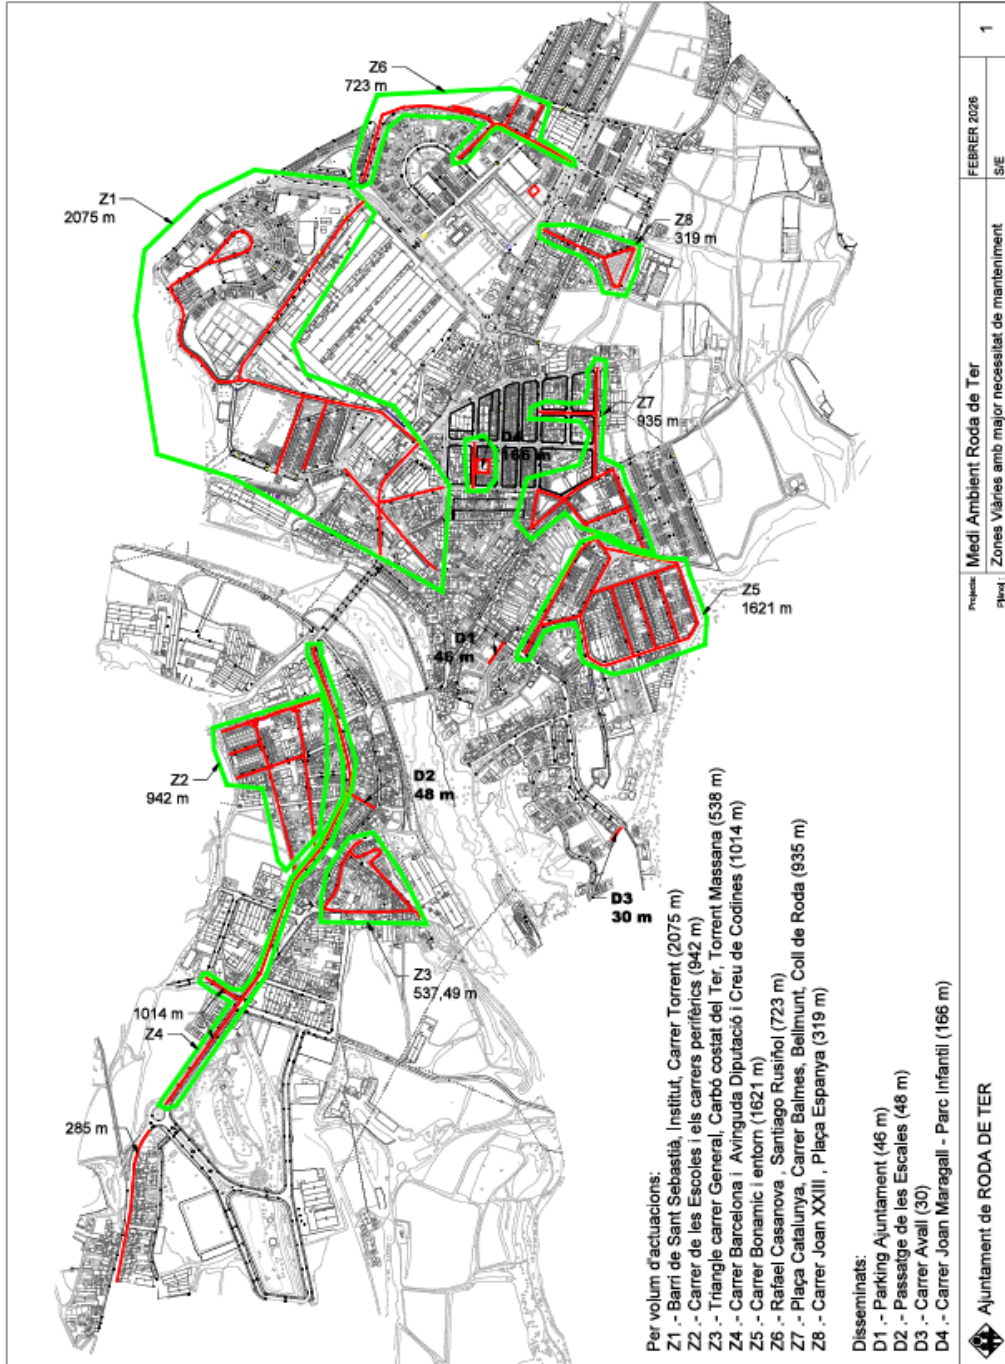 Z6
723 m
Z1
2075 m
Z8
319 m
Z7
935 m
D4
166 m
Z5
1621 m
D1
46 m
Z2
942 m
D2
48 m
D3
30 m
Z3
537,49 m
1014 m
Z4
285 m
Per volum d'actuacions:
Z1 .- Barri de Sant Sebastià, Institut, Carrer Torrent (2075 m)
Z2 .- Carrer de les Escoles i els carrers perifèrics (942 m)
Z3 .- Triangle carrer General, Carbó costat del Ter, Torrent Massana (538 m)
Z4 .- Carrer Barcelona i Avinguda Diputació i Creu de Codines (1014 m)
Z5 .- Carrer Bonamic i entorn (1621 m)
Z6 .- Rafael Casanova , Santiago Rusiñol (723 m)
Z7 .- Plaça Catalunya, Carrer Balmes, Bellmunt, Coll de Roda (935 m)
Z8 .- Carrer Joan XXIII , Plaça Espanya (319 m)
Disseminats:
D1 .- Parking Ajuntament (46 m)
D2 .- Passatge de les Escales (48 m)
D3 .- Carrer Avall (30)
D4 .- Carrer Joan Maragall - Parc Infantil (166 m)
Ajuntament de RODA DE TER
Projecte: Medi Ambient Roda de Ter
Plànol : Zones Viàries amb major necessitat de manteniment
FEBRER 2026
S/E
1